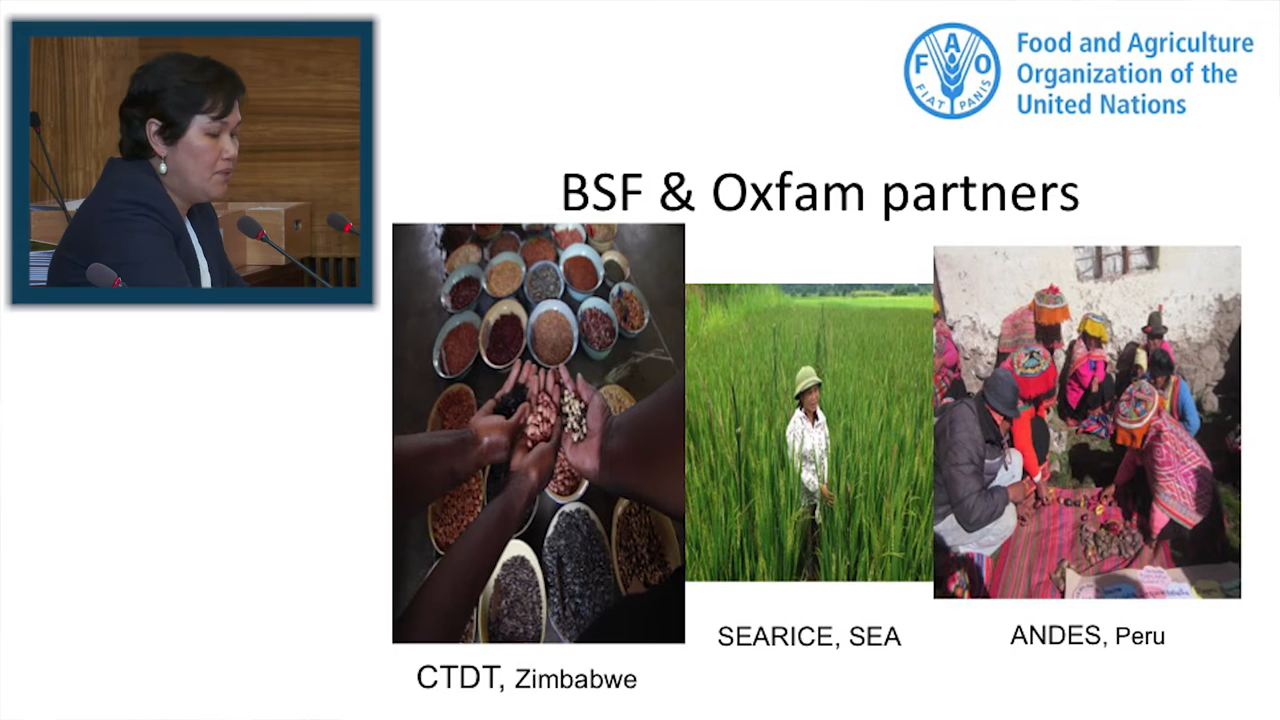 FAO
FIAT PANIS
Food and Agriculture
Organization of the
United Nations
BSF & Oxfam partners
SEARICE, SEA
ANDES, Peru
CTDT, Zimbabwe